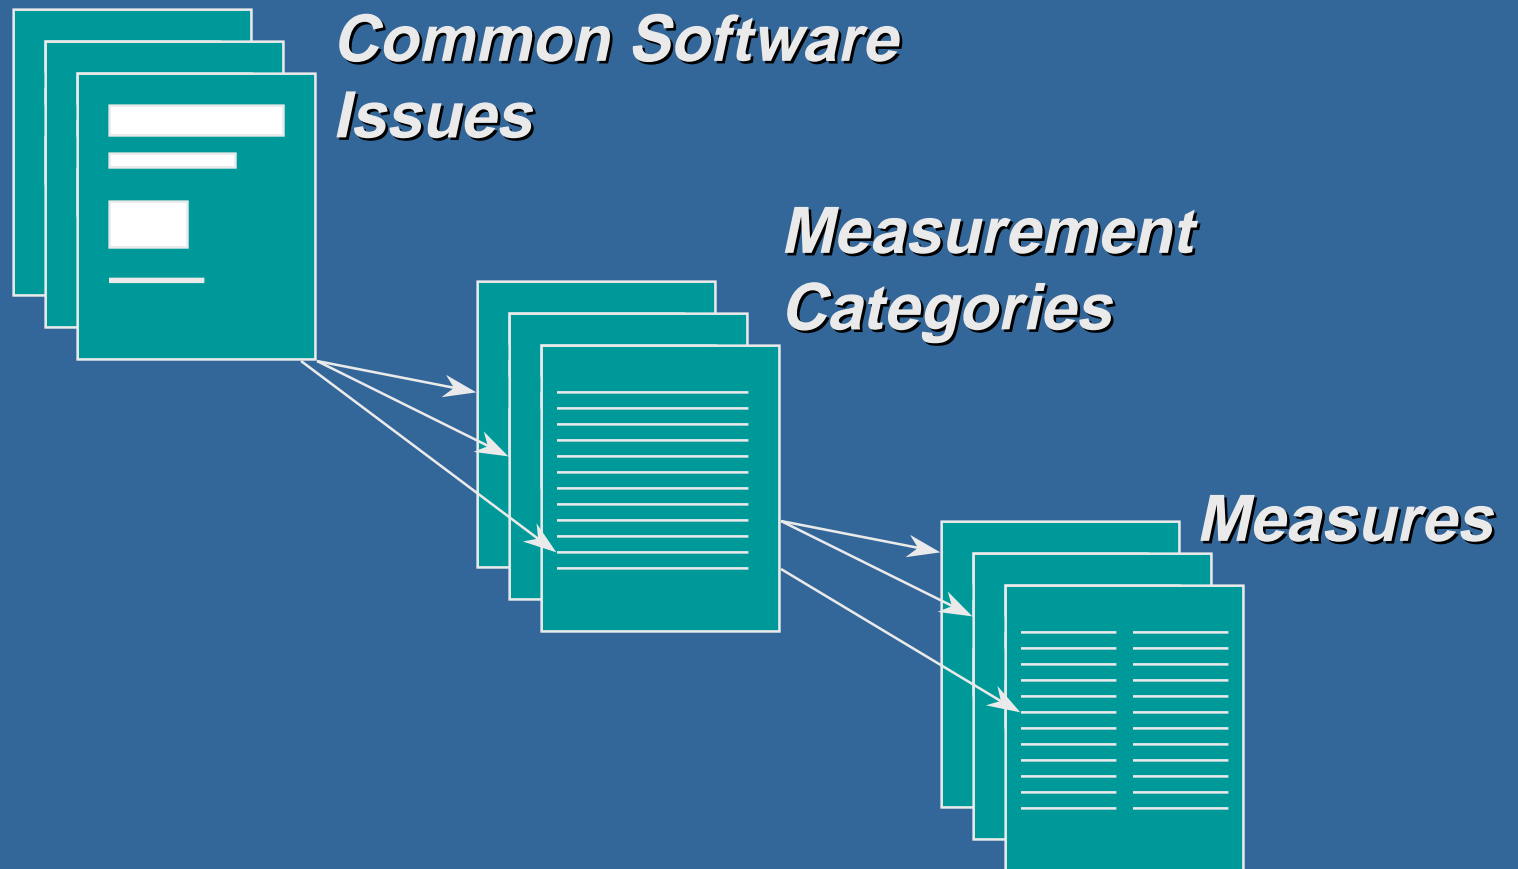 Common Software
Issues
Measurement
Categories
Measures